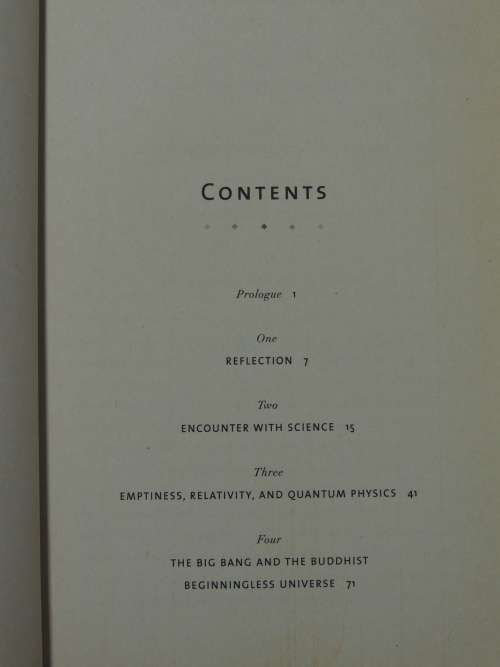 CONTENTS
Prologue 1
One
REFLECTION 7
Two
ENCOUNTER WITH SCIENCE 15
Three
EMPTINESS, RELATIVITY, AND QUANTUM PHYSICS 41
Four
THE BIG BANG AND THE BUDDHIST
BEGINNINGLESS UNIVERSE 71